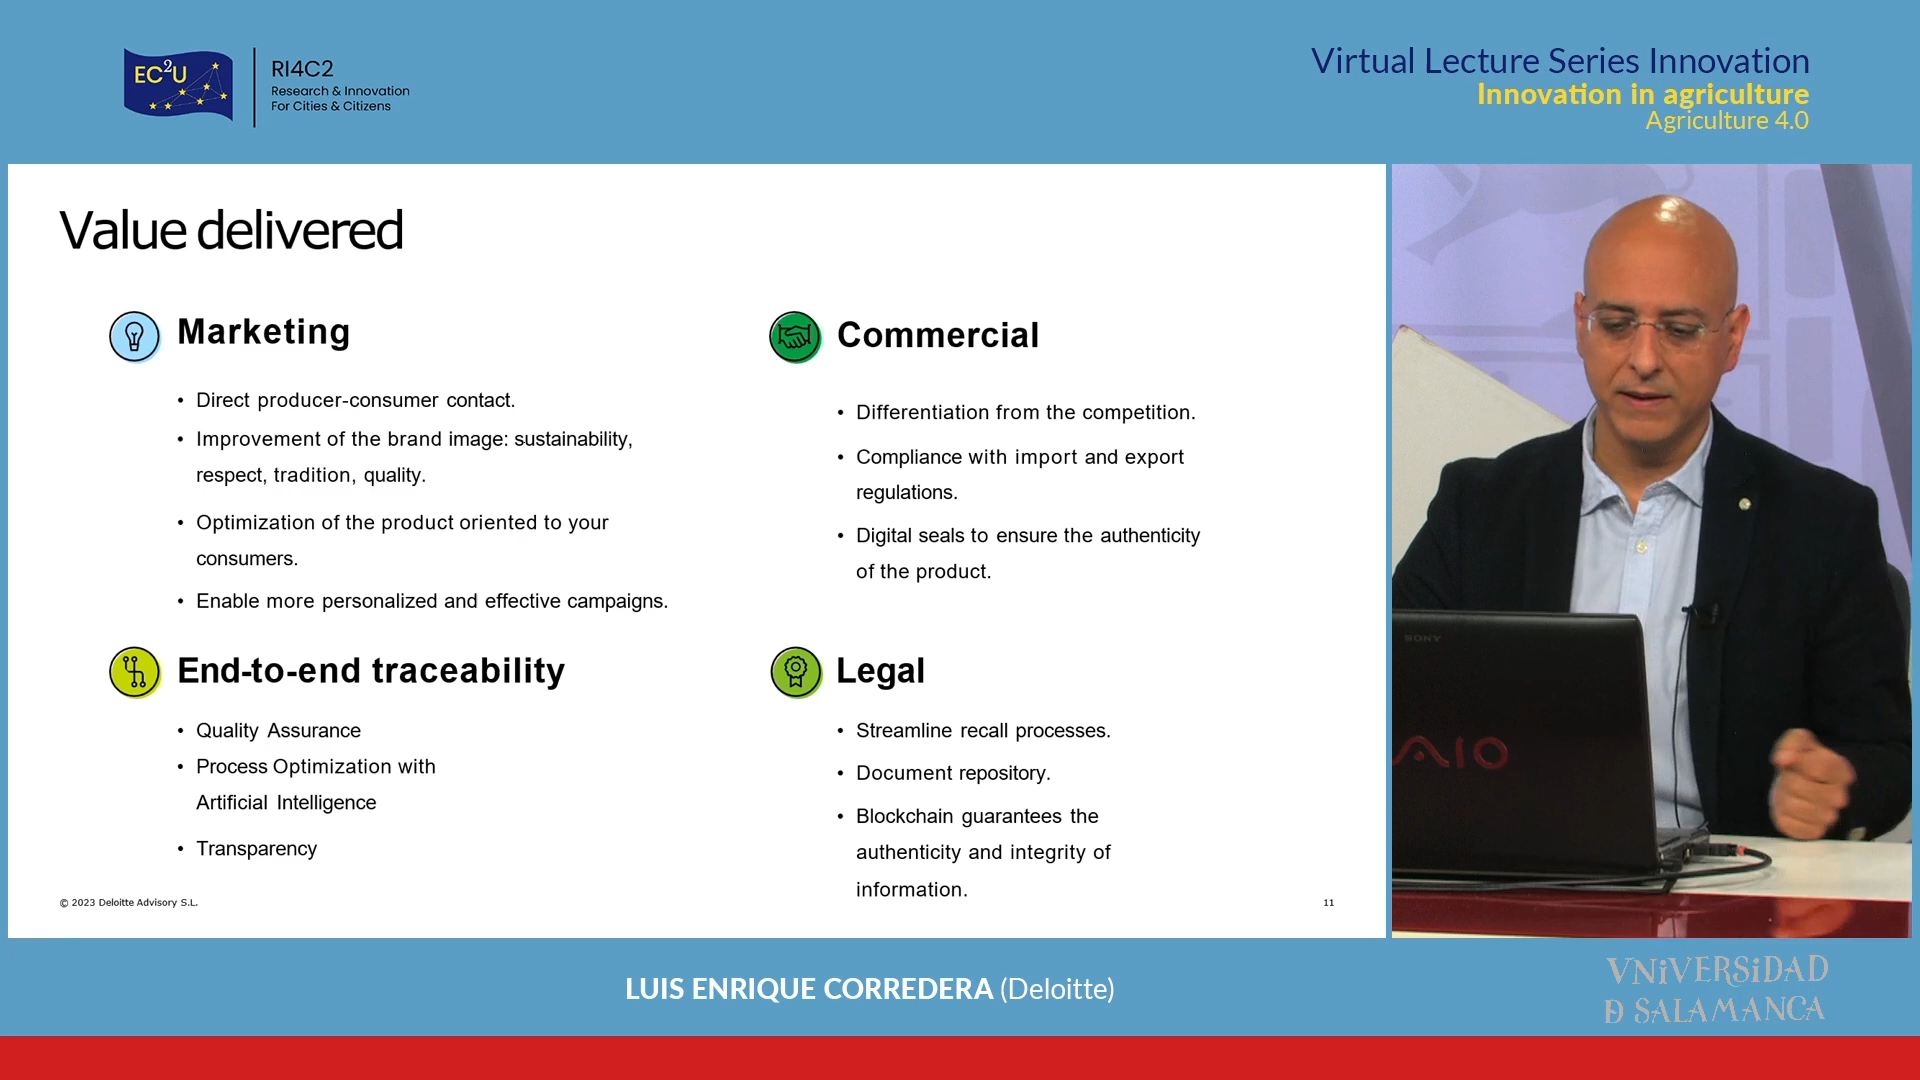 EC2U
RI4C2
Research & Innovation
For Cities & Citizens
Virtual Lecture Series Innovation
Innovation in agriculture
Agriculture 4.0
Value delivered
Marketing
• Direct producer-consumer contact.
• Improvement of the brand image: sustainability,
respect, tradition, quality.
• Optimization of the product oriented to your
consumers.
• Enable more personalized and effective campaigns.
Commercial
• Differentiation from the competition.
• Compliance with import and export
regulations.
• Digital seals to ensure the authenticity
of the product.
End-to-end traceability
• Quality Assurance
• Process Optimization with
Artificial Intelligence
• Transparency
Legal
• Streamline recall processes.
• Document repository.
• Blockchain guarantees the
authenticity and integrity of
information.
© 2023 Deloitte Advisory S.L.
11
SONY
AIO
LUIS ENRIQUE CORREDERA (Deloitte)
VNiVERSiDAD
Ð SALAMANCA